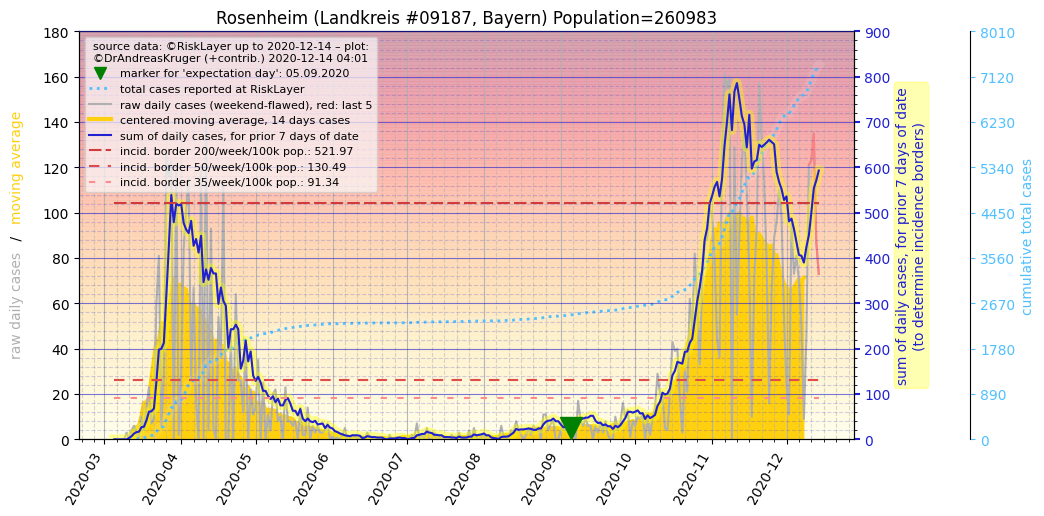 Rosenheim (Landkreis #09187, Bayern) Population=260983
source data: ©RiskLayer up to 2020-12-14 – plot:
©DrAndreasKruger (+contrib.) 2020-12-14 04:01
marker for 'expectation day': 05.09.2020
total cases reported at RiskLayer
raw daily cases (weekend-flawed), red: last 5
centered moving average, 14 days cases
sum of daily cases, for prior 7 days of date
incid. border 200/week/100k pop.: 521.97
incid. border 50/week/100k pop.: 130.49
incid. border 35/week/100k pop.: 91.34
raw daily cases / moving average
180
160
140
120
100
80
60
40
20
0
2020-03
2020-04
2020-05
2020-06
2020-07
2020-08
2020-09
2020-10
2020-11
2020-12
900
800
700
600
500
400
300
200
100
0
sum of daily cases, for prior 7 days of date
(to determine incidence borders)
8010
7120
6230
5340
4450
3560
2670
1780
890
0
cumulative total cases